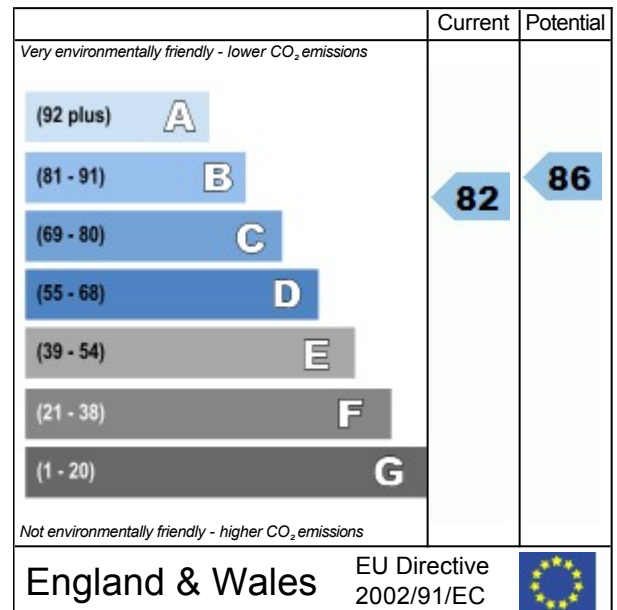 Current Potential
Very environmentally friendly - lower CO₂ emissions
(92 plus) A
(81 - 91) B
82
86
(69 - 80) C
(55 - 68) D
(39 - 54) E
(21 - 38) F
(1 - 20) G
Not environmentally friendly - higher CO₂ emissions
England & Wales
EU Directive
2002/91/EC